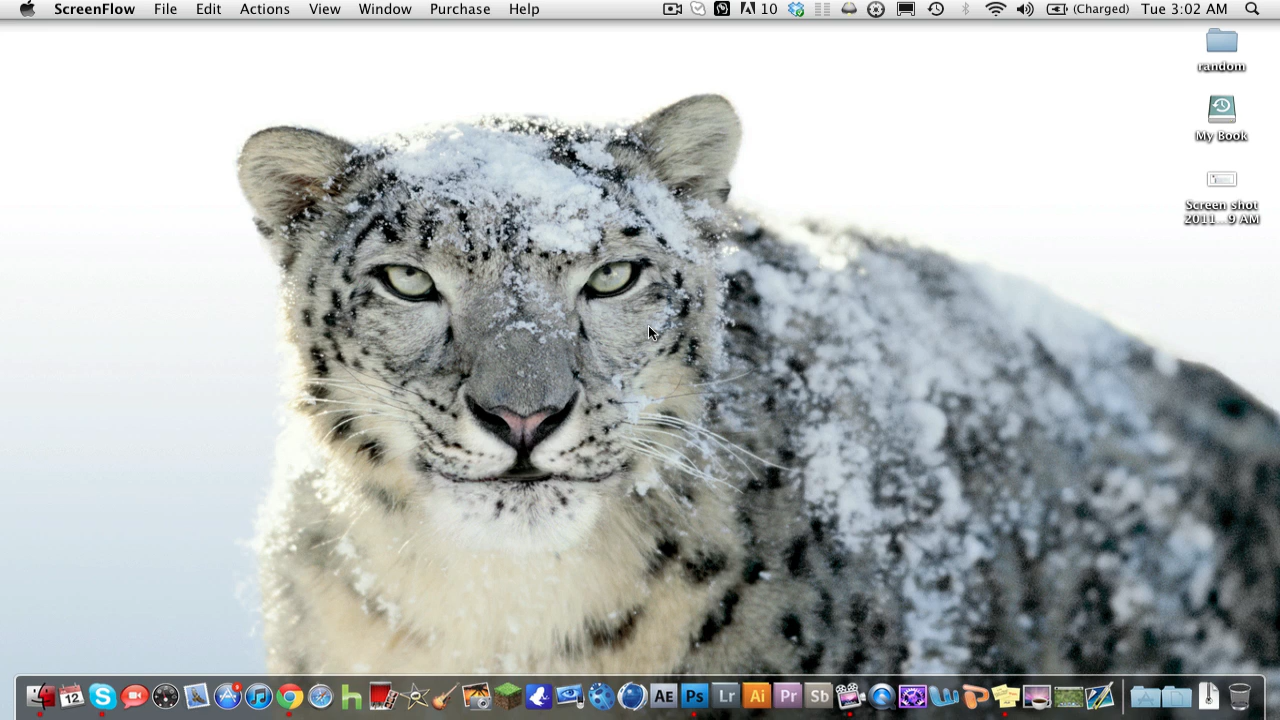 ScreenFlow File Edit Actions View Window Purchase Help 10 (Charged) Tue 3:02 AM
random
My Book
Screen shot
2011...9 AM
12 h AE Ps Lr Ai Pr Sb